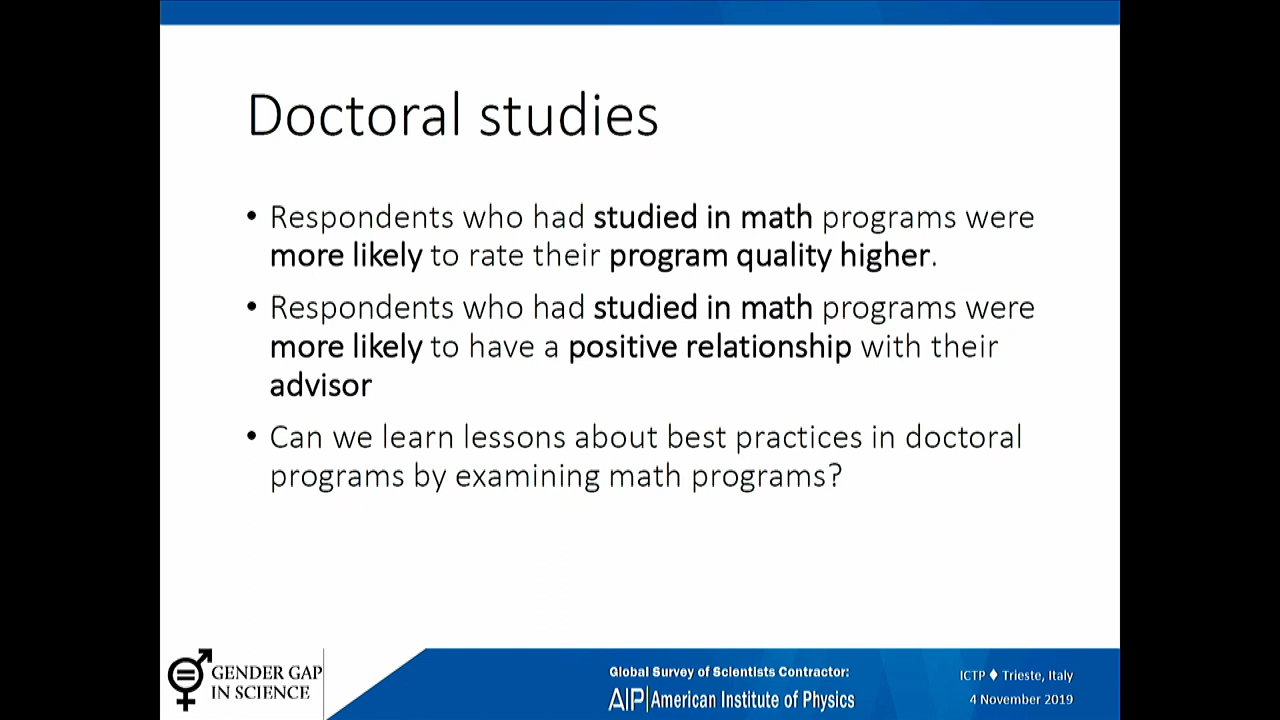 Doctoral studies
• Respondents who had studied in math programs were
more likely to rate their program quality higher.
• Respondents who had studied in math programs were
more likely to have a positive relationship with their
advisor
• Can we learn lessons about best practices in doctoral
programs by examining math programs?
GENDER GAP
IN SCIENCE
Global Survey of Scientists Contractor:
AIP|American Institute of Physics
ICTP ♦ Trieste, Italy
4 November 2019